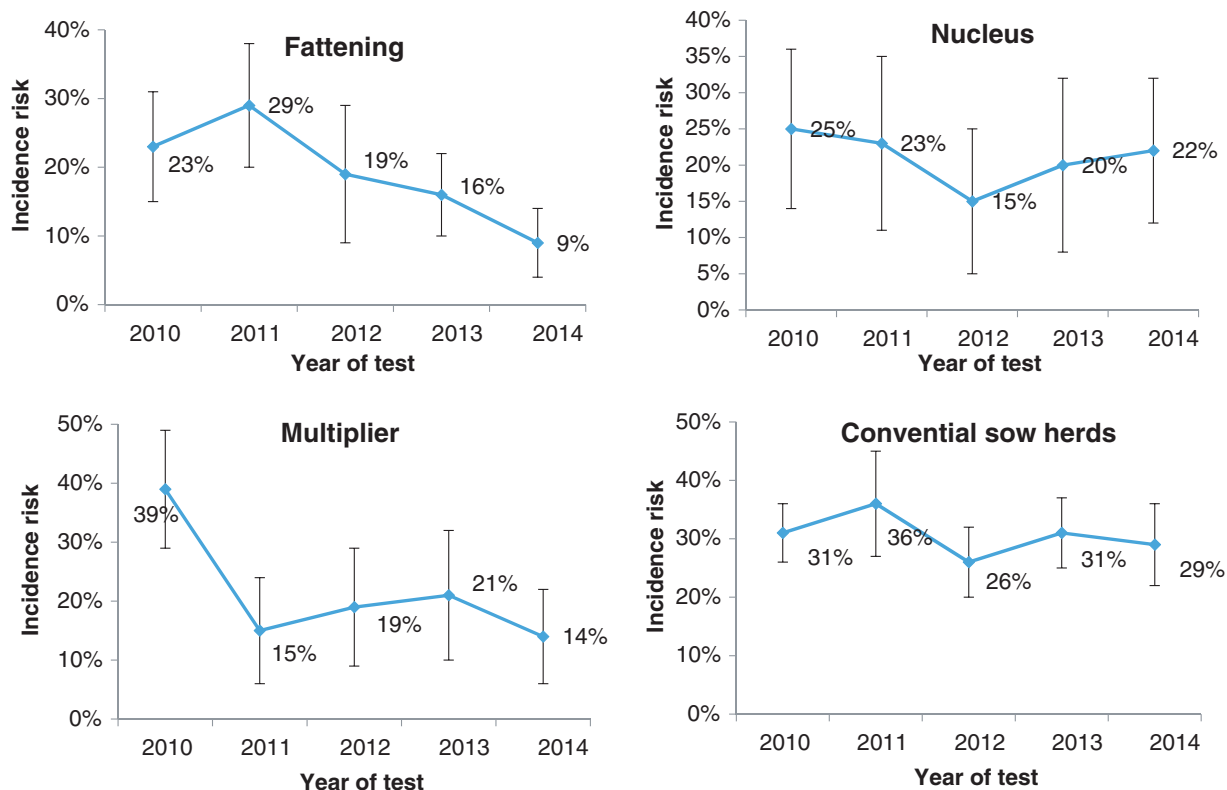 Fattening
Incidence risk
40%
30%
20%
10%
0%
23%
29%
19%
16%
9%
2010 2011 2012 2013 2014
Year of test
Nucleus
Incidence risk
40%
35%
30%
25%
20%
15%
10%
5%
0%
25%
23%
15%
20%
22%
2010 2011 2012 2013 2014
Year of test
Multiplier
Incidence risk
50%
40%
30%
20%
10%
0%
39%
15%
19%
21%
14%
2010 2011 2012 2013 2014
Year of test
Convential sow herds
Incidence risk
50%
40%
30%
20%
10%
0%
31%
36%
26%
31%
29%
2010 2011 2012 2013 2014
Year of test